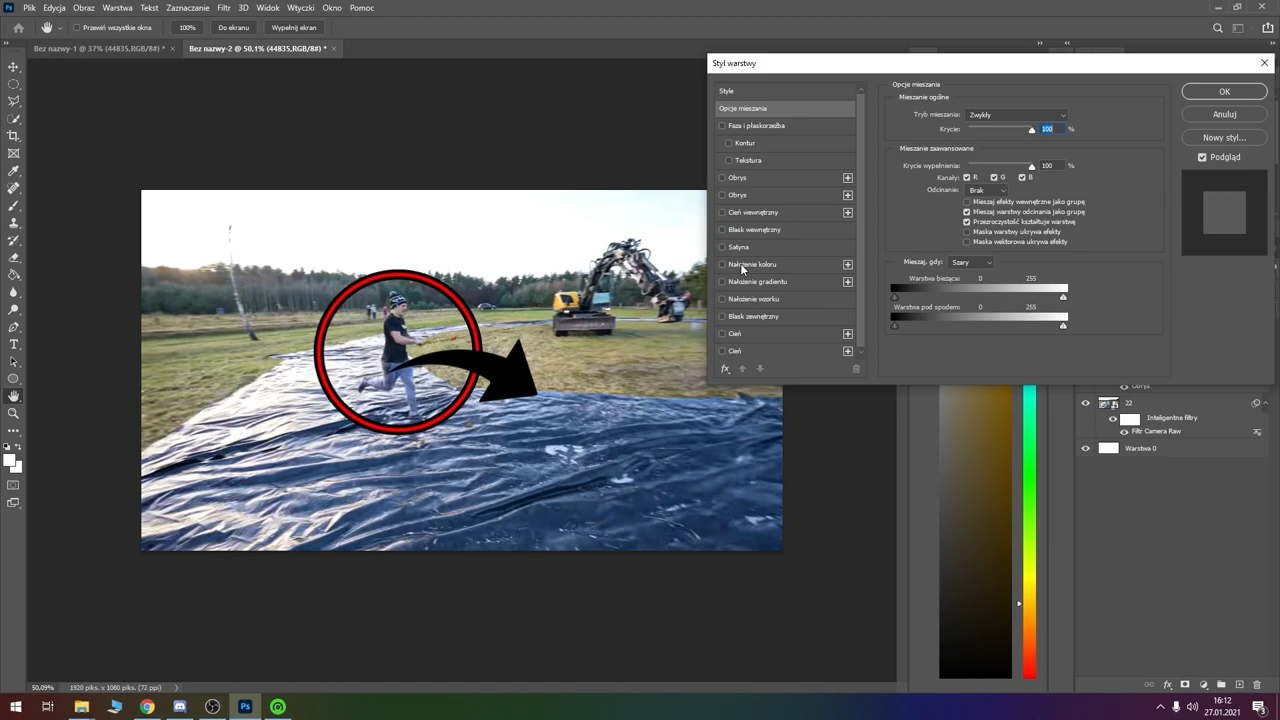 Ps Plik Edycja Obraz Warstwa Tekst Zaznaczanie Filtr 3D Widok Wtyczki Okno Pomoc
Przewiń wszystkie okna 100% Do ekranu Wypełnij ekran
Bez nazwy-1 @ 37% (44835,RGB/8#) * × Bez nazwy-2 @ 50,1% (44835,RGB/8#) * ×
Styl warstwy
Style
Opcje mieszania
Faza i płaskorzeźba
Kontur
Tekstura
Obrys
Obrys
Cień wewnętrzny
Blask wewnętrzny
Satyna
Nałożenie koloru
Nałożenie gradientu
Nałożenie wzorku
Blask zewnętrzny
Cień
Cień
fx
Opcje mieszania
Mieszanie ogólne
Tryb mieszania: Zwykły
Krycie: 100 %
Mieszanie zaawansowane
Krycie wypełnienia: 100 %
Kanały: R G B
Odcinanie: Brak
Mieszaj efekty wewnętrzne jako grupę
Mieszaj warstwy odcinania jako grupę
Przezroczystość kształtuje warstwę
Maska warstwy ukrywa efekty
Maska wektorowa ukrywa efekty
Mieszaj, gdy: Szary
Warstwa bieżąca: 0 255
Warstwa pod spodem: 0 255
OK
Anuluj
Nowy styl...
Podgląd
Obrys
22
Inteligentne filtry
Filtr Camera Raw
Warstwa 0
50,09% 1920 piks. x 1080 piks. (72 ppi)
fx
Ps
16:12
27.01.2021
3